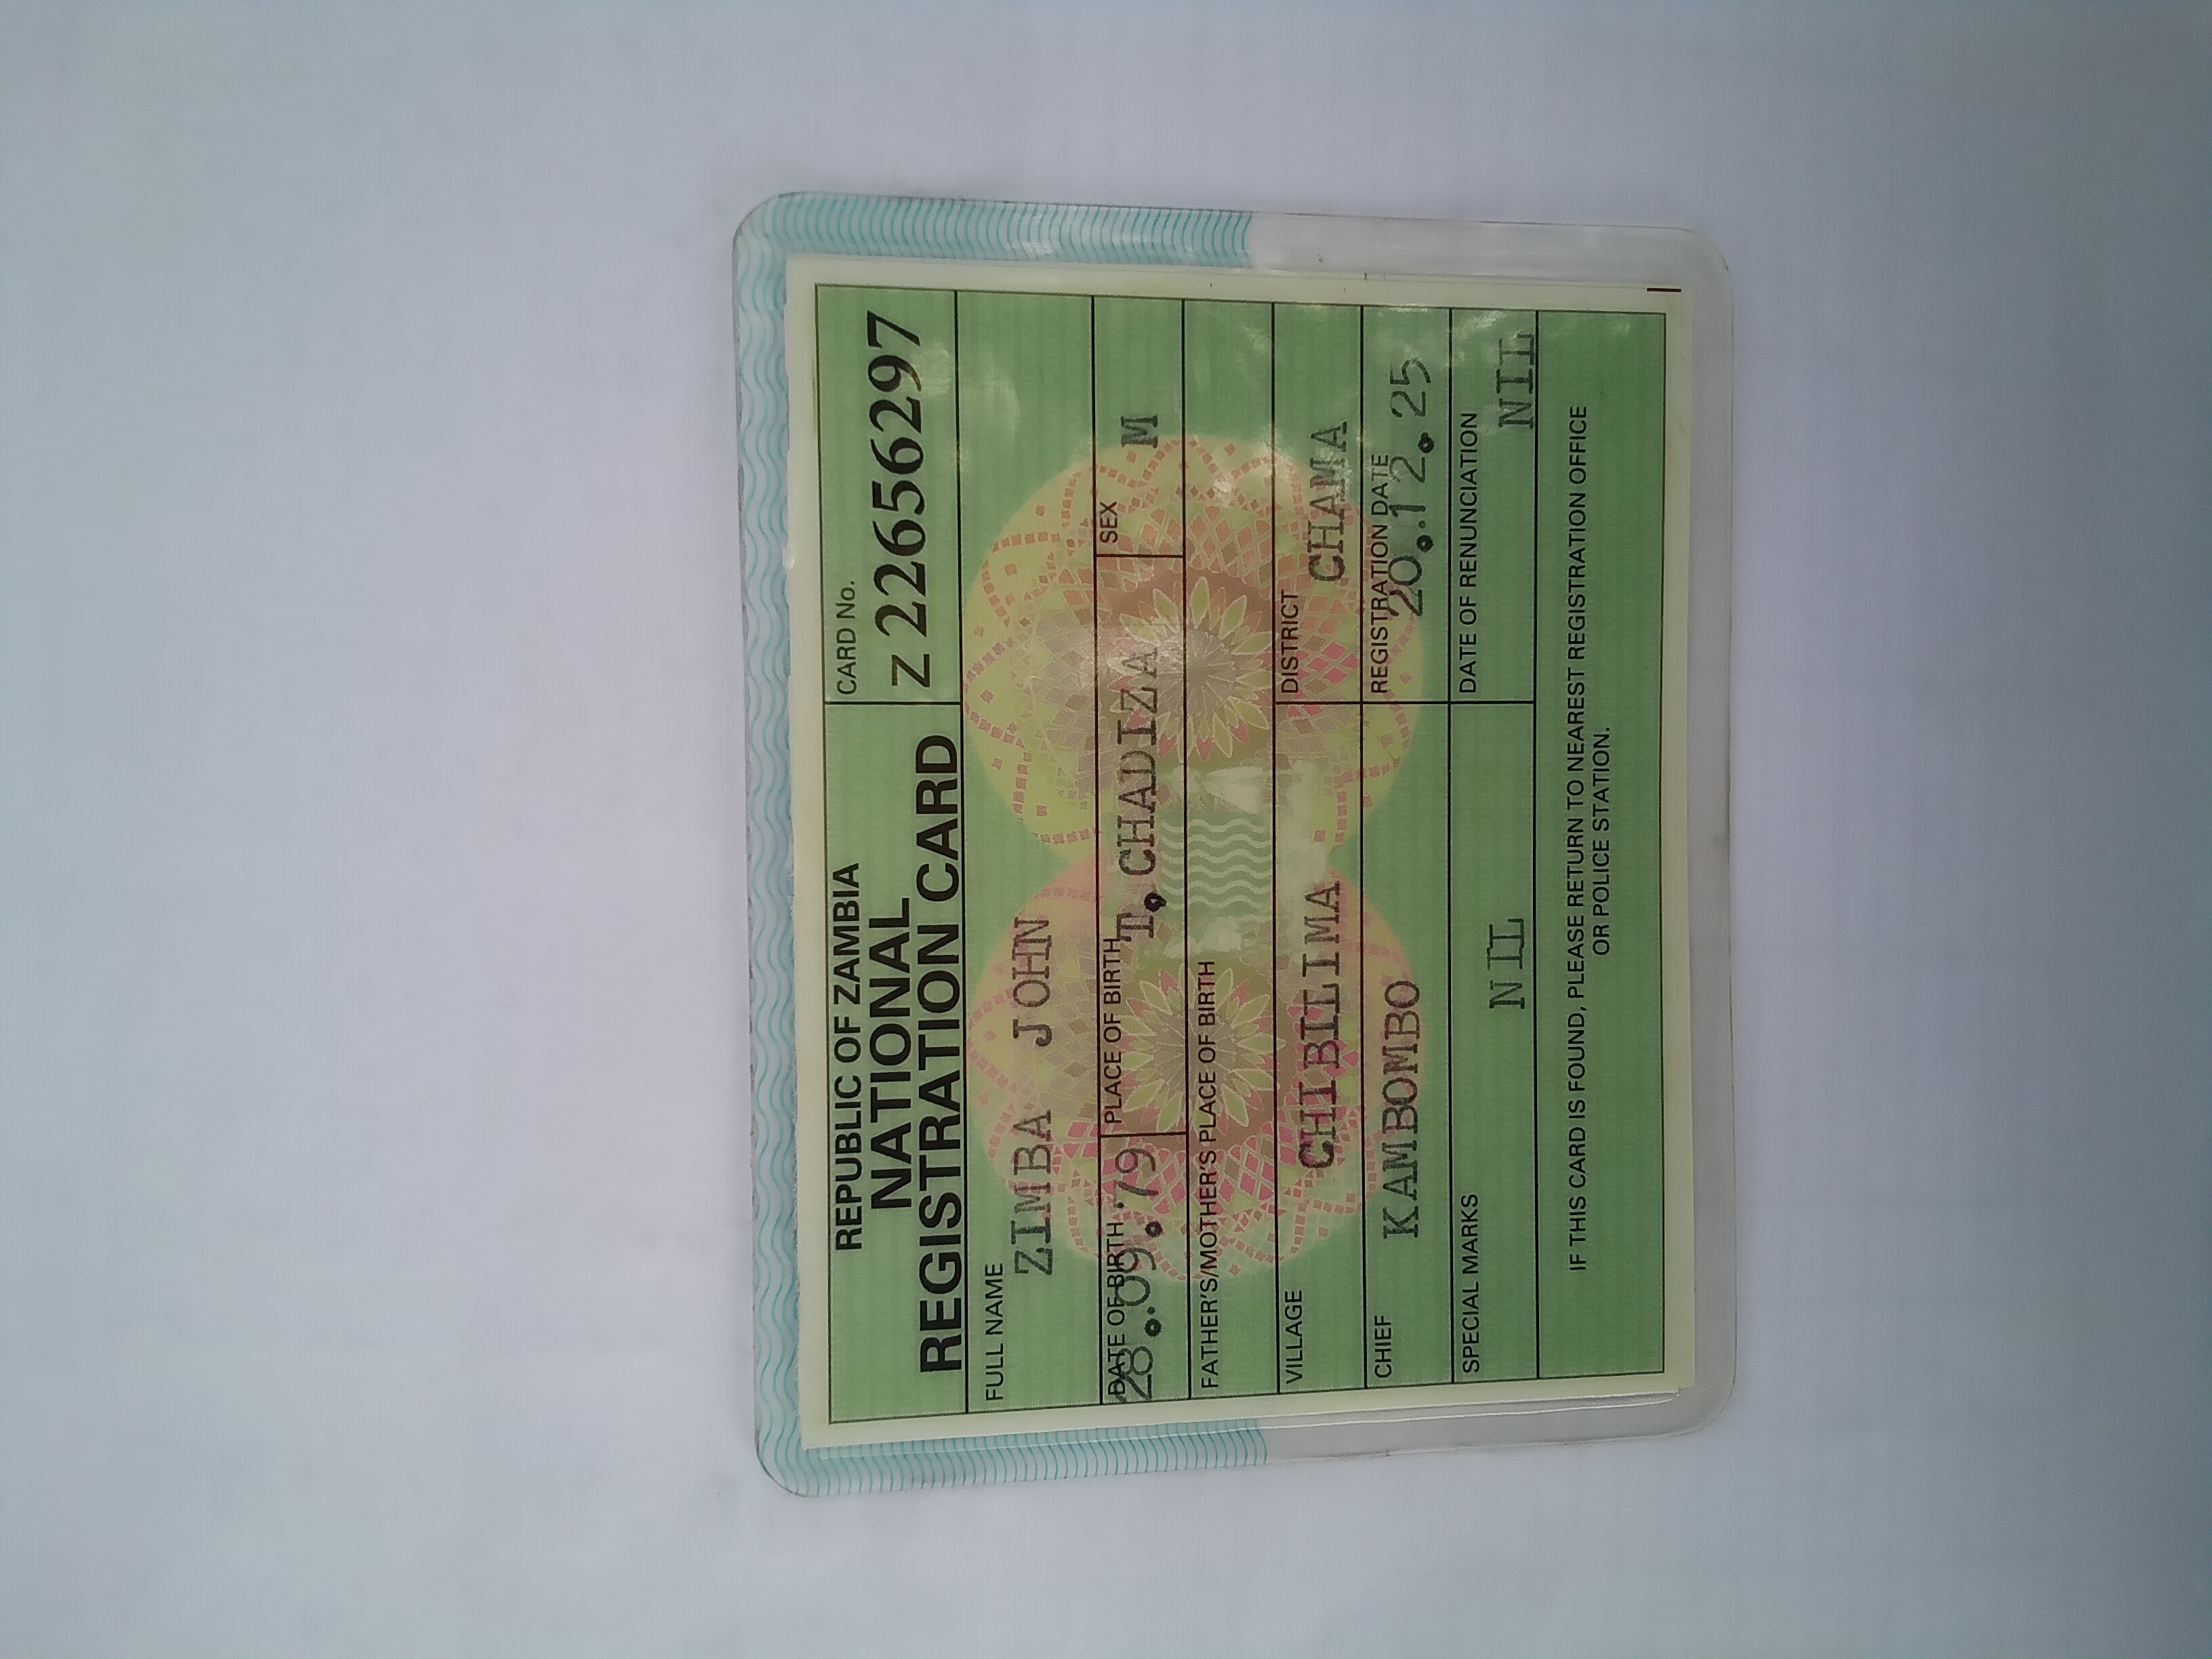 REPUBLIC OF ZAMBIA
NATIONAL
REGISTRATION CARD
CARD No.
Z 22656297
FULL NAME
ZIMBA JOHN
DATE OF BIRTH
28.09.79
PLACE OF BIRTH
T.CHADIZA
SEX
M
FATHER'S/MOTHER'S PLACE OF BIRTH
VILLAGE
CHIBILIMA
DISTRICT
CHAMA
CHIEF
KAMBOMBO
REGISTRATION DATE
20.12.25
SPECIAL MARKS
NIL
DATE OF RENUNCIATION
NIL
IF THIS CARD IS FOUND, PLEASE RETURN TO NEAREST REGISTRATION OFFICE
OR POLICE STATION.